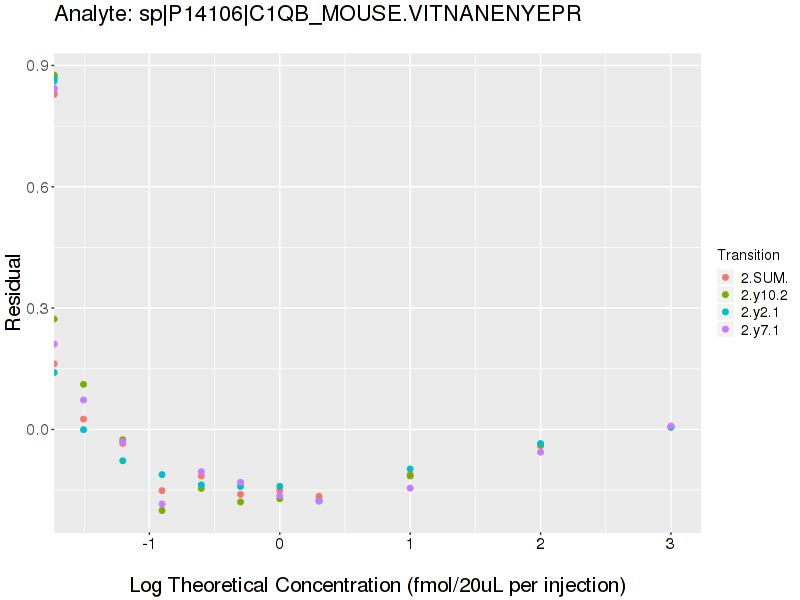 Analyte: sp|P14106|C1QB_MOUSE.VITNANENYEPR
0.9
0.6
0.3
0.0
Residual
-1
0
1
2
3
Log Theoretical Concentration (fmol/20uL per injection)
Transition
2.SUM.
2.y10.2
2.y2.1
2.y7.1